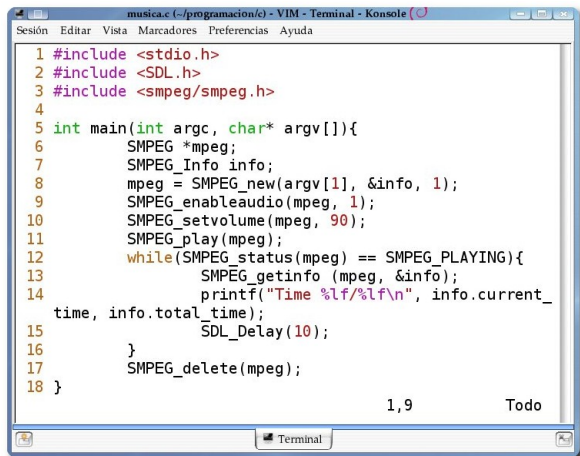 musica.c (~/programacion/c) - VIM - Terminal - Konsole
Sesión Editar Vista Marcadores Preferencias Ayuda
1 #include <stdio.h>
2 #include <SDL.h>
3 #include <smpeg/smpeg.h>
4
5 int main(int argc, char* argv[]){
6 SMPEG *mpeg;
7 SMPEG_Info info;
8 mpeg = SMPEG_new(argv[1], &info, 1);
9 SMPEG_enableaudio(mpeg, 1);
10 SMPEG_setvolume(mpeg, 90);
11 SMPEG_play(mpeg);
12 while(SMPEG_status(mpeg) == SMPEG_PLAYING){
13 SMPEG_getinfo (mpeg, &info);
14 printf("Time %lf/%lf\n", info.current_
time, info.total_time);
15 SDL_Delay(10);
16 }
17 SMPEG_delete(mpeg);
18 }
1,9 Todo
Terminal